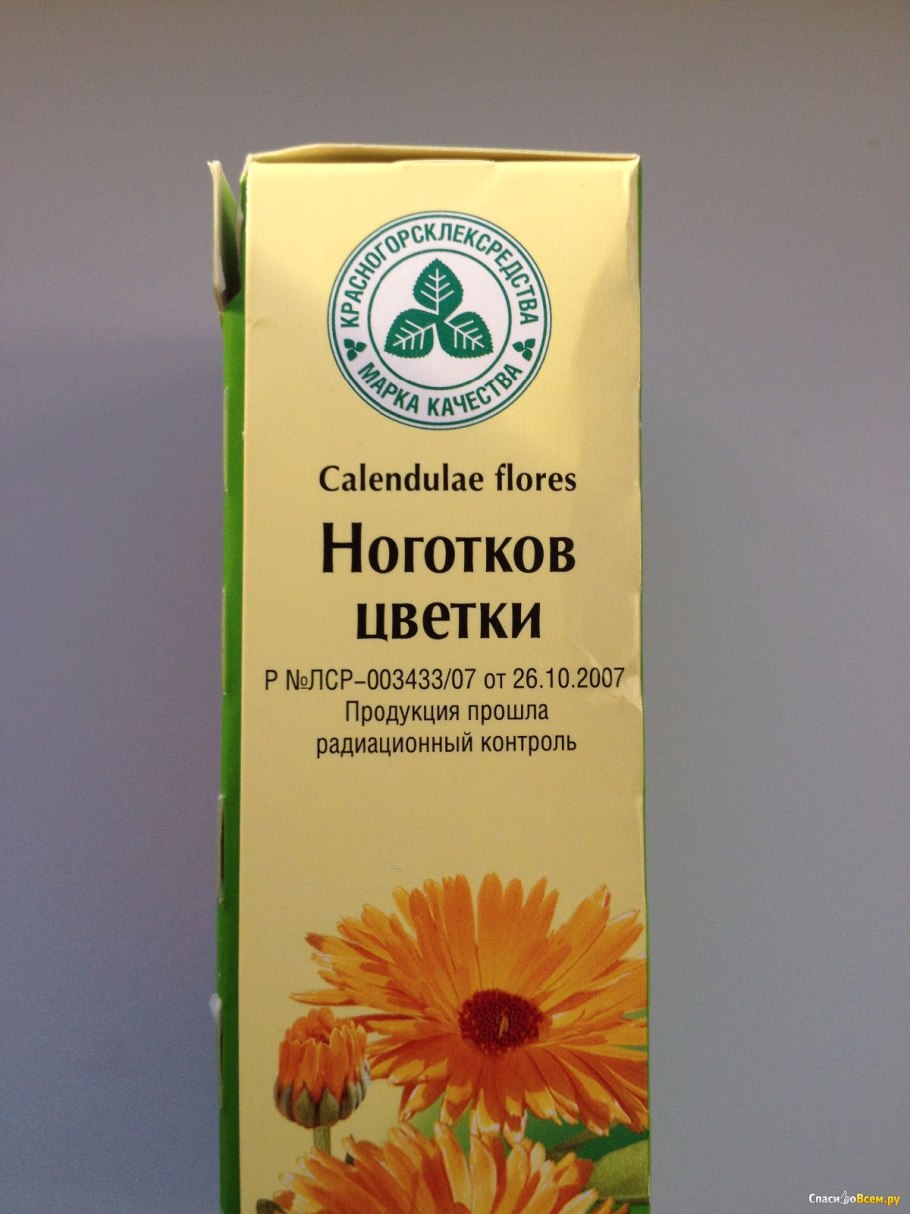 КРАСНОГОРСКЛЕКСРЕДСТВА
МАРКА КАЧЕСТВА
Calendulae flores
Ноготков
цветки
Р №ЛСР-003433/07 от 26.10.2007
Продукция прошла
радиационный контроль
СпасибоВсем.ру